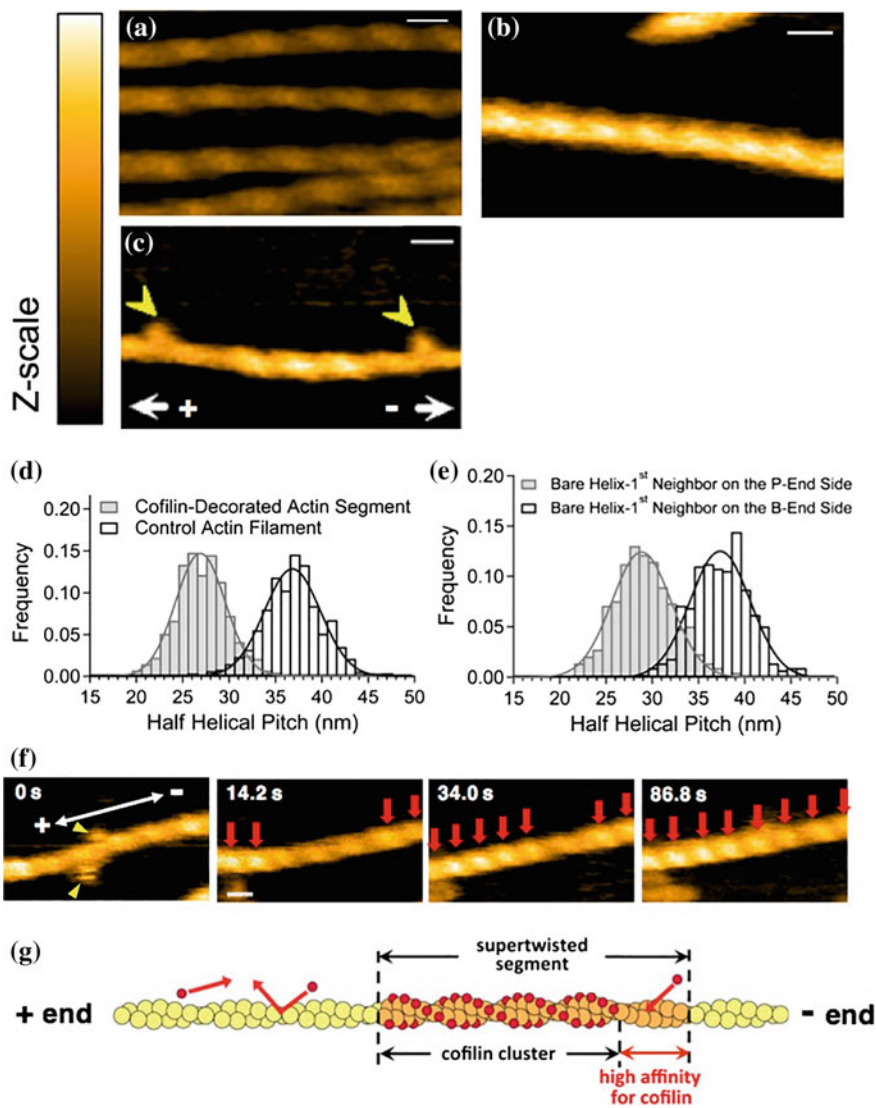 (a)
(b)
(c)
Z-scale
+
-
(d)
Frequency
0.20
0.15
0.10
0.05
0.00
Cofilin-Decorated Actin Segment
Control Actin Filament
15 20 25 30 35 40 45 50
Half Helical Pitch (nm)
(e)
Frequency
0.20
0.15
0.10
0.05
0.00
Bare Helix-1st Neighbor on the P-End Side
Bare Helix-1st Neighbor on the B-End Side
15 20 25 30 35 40 45 50
Half Helical Pitch (nm)
(f)
0 s
+
-
14.2 s
34.0 s
86.8 s
(g)
supertwisted
segment
+ end
- end
cofilin cluster
high affinity
for cofilin